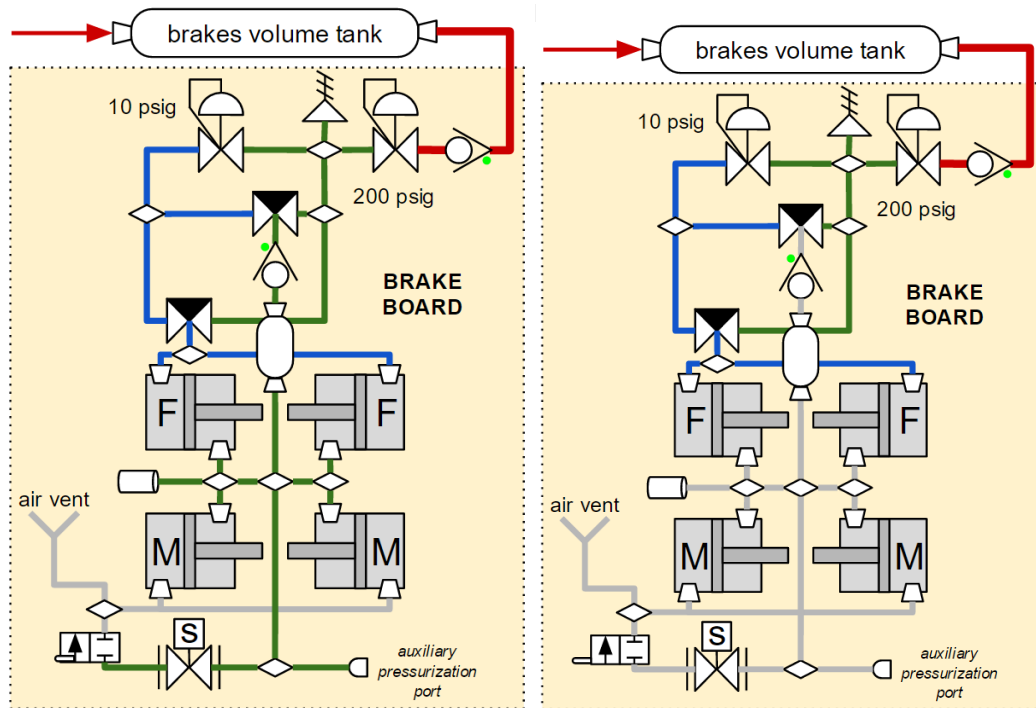 brakes volume tank
10 psig
200 psig
BRAKE
BOARD
F
F
air vent
M
M
S
auxiliary
pressurization
port
brakes volume tank
10 psig
200 psig
BRAKE
BOARD
F
F
air vent
M
M
S
auxiliary
pressurization
port